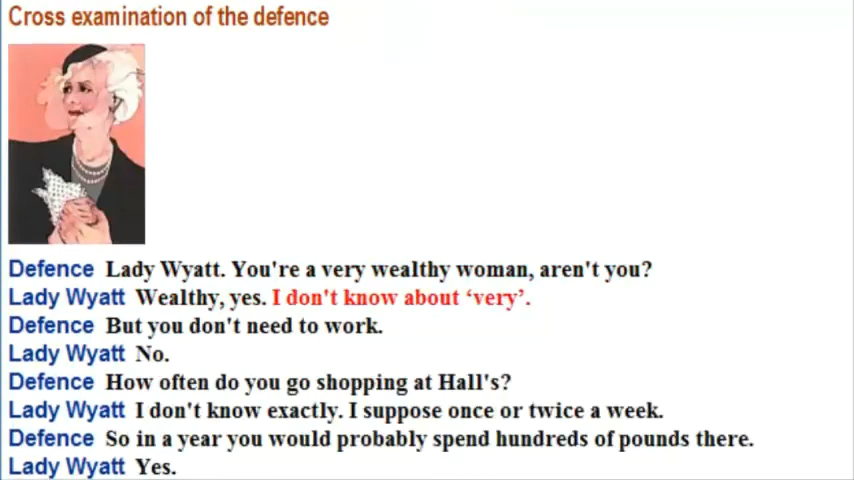 Cross examination of the defence
Defence Lady Wyatt. You're a very wealthy woman, aren't you?
Lady Wyatt Wealthy, yes. I don't know about ‘very’.
Defence But you don't need to work.
Lady Wyatt No.
Defence How often do you go shopping at Hall's?
Lady Wyatt I don't know exactly. I suppose once or twice a week.
Defence So in a year you would probably spend hundreds of pounds there.
Lady Wyatt Yes.